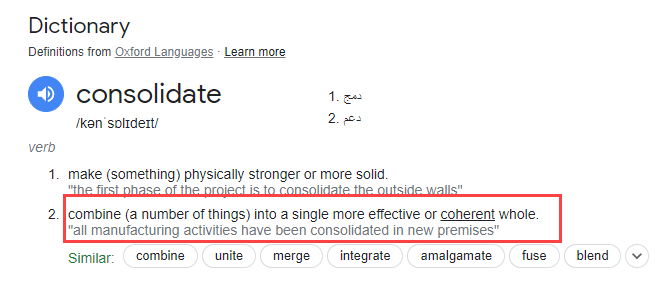 Dictionary
Definitions from Oxford Languages · Learn more
consolidate
1. دمج
/kənˈsɒlɪdeɪt/
2. دعم
verb
1. make (something) physically stronger or more solid.
"the first phase of the project is to consolidate the outside walls"
2. combine (a number of things) into a single more effective or coherent whole.
"all manufacturing activities have been consolidated in new premises"
Similar: combine unite merge integrate amalgamate fuse blend